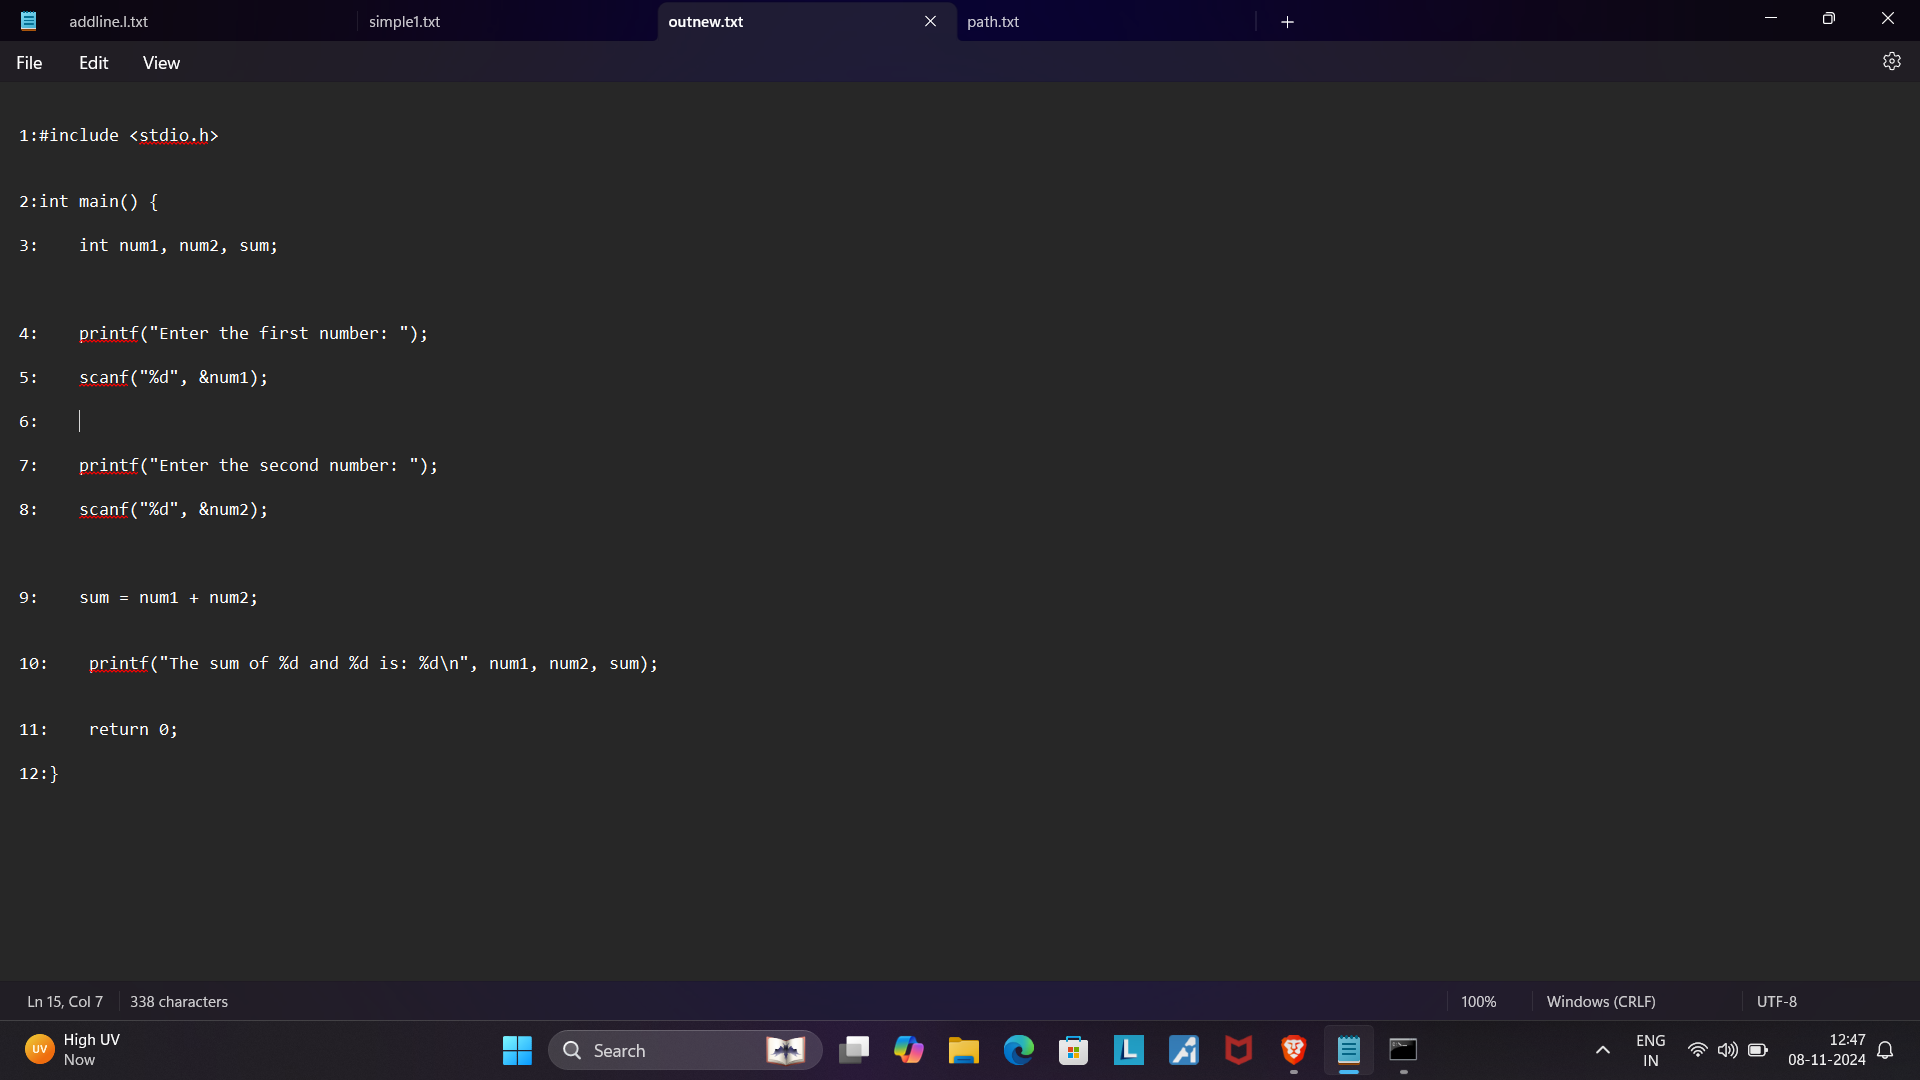 addline.l.txt
simple1.txt
outnew.txt
path.txt
File
Edit
View
1:#include <stdio.h>
2:int main() {
3:    int num1, num2, sum;
4:    printf("Enter the first number: ");
5:    scanf("%d", &num1);
6:
7:    printf("Enter the second number: ");
8:    scanf("%d", &num2);
9:    sum = num1 + num2;
10:    printf("The sum of %d and %d is: %d\n", num1, num2, sum);
11:    return 0;
12:}
Ln 15, Col 7
338 characters
100%
Windows (CRLF)
UTF-8
UV
High UV
Now
Search
L
ENG
IN
12:47
08-11-2024